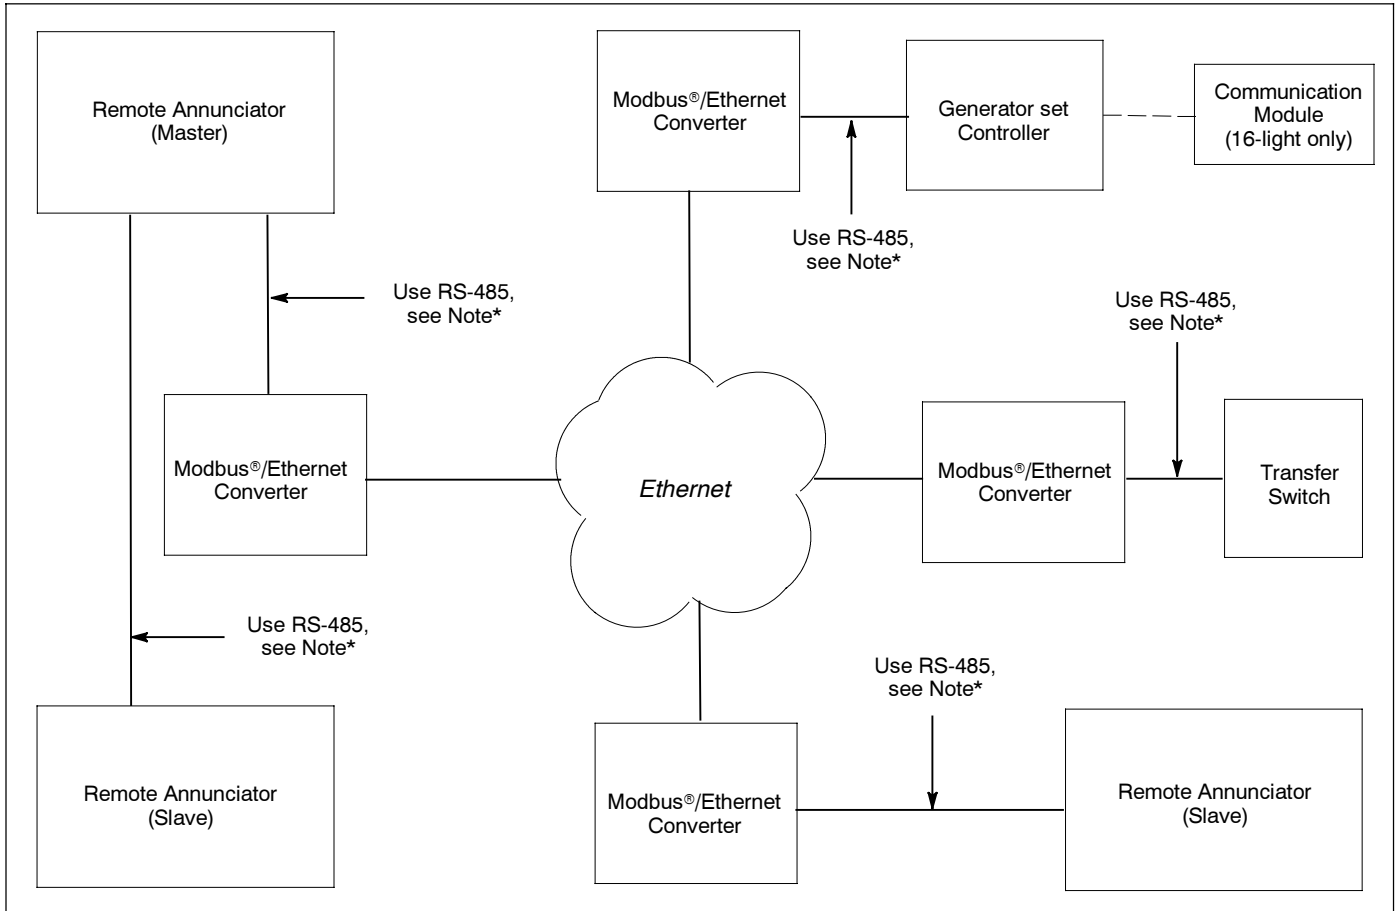 Remote Annunciator
(Master)
Modbus®/Ethernet
Converter
Generator set
Controller
Communication
Module
(16-light only)
Use RS-485,
see Note*
Use RS-485,
see Note*
Use RS-485,
see Note*
Modbus®/Ethernet
Converter
Ethernet
Modbus®/Ethernet
Converter
Transfer
Switch
Use RS-485,
see Note*
Use RS-485,
see Note*
Remote Annunciator
(Slave)
Modbus®/Ethernet
Converter
Remote Annunciator
(Slave)